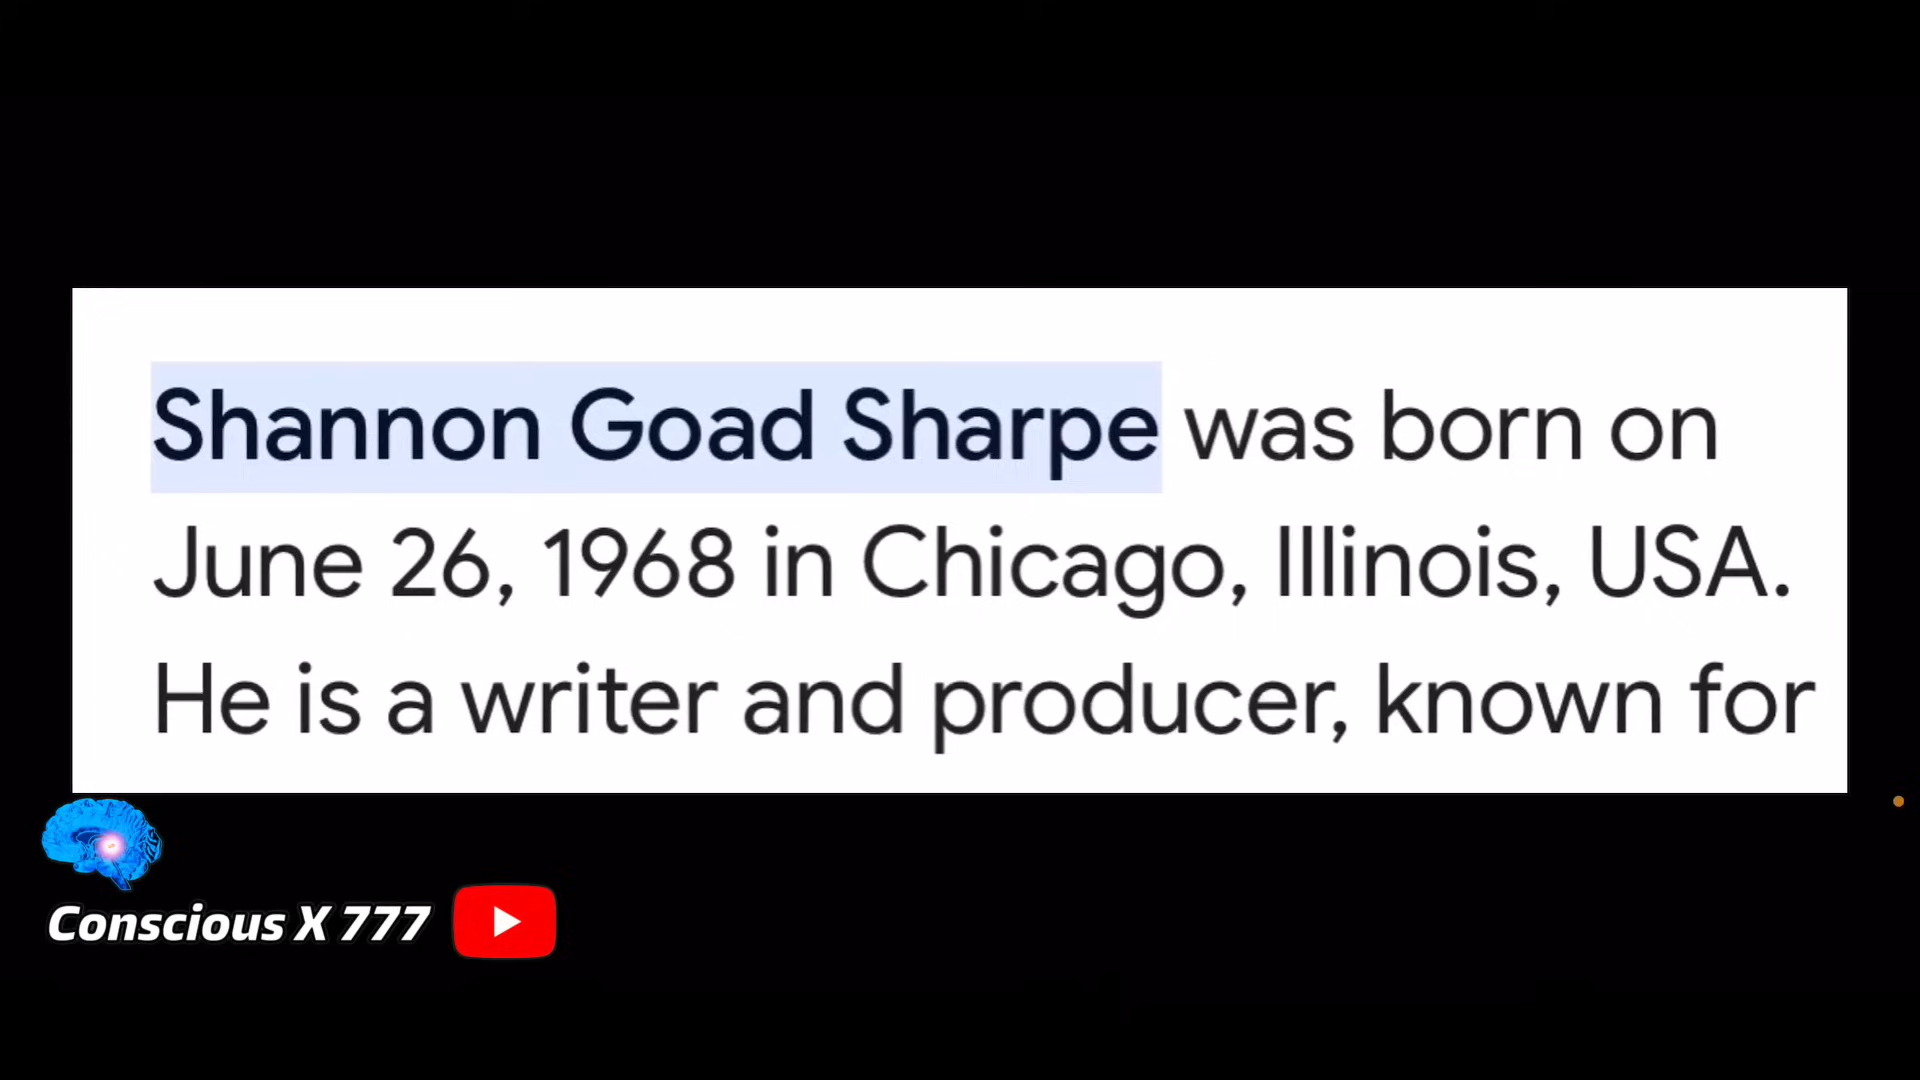 Shannon Goad Sharpe was born on
June 26, 1968 in Chicago, Illinois, USA.
He is a writer and producer, known for
Conscious X 777